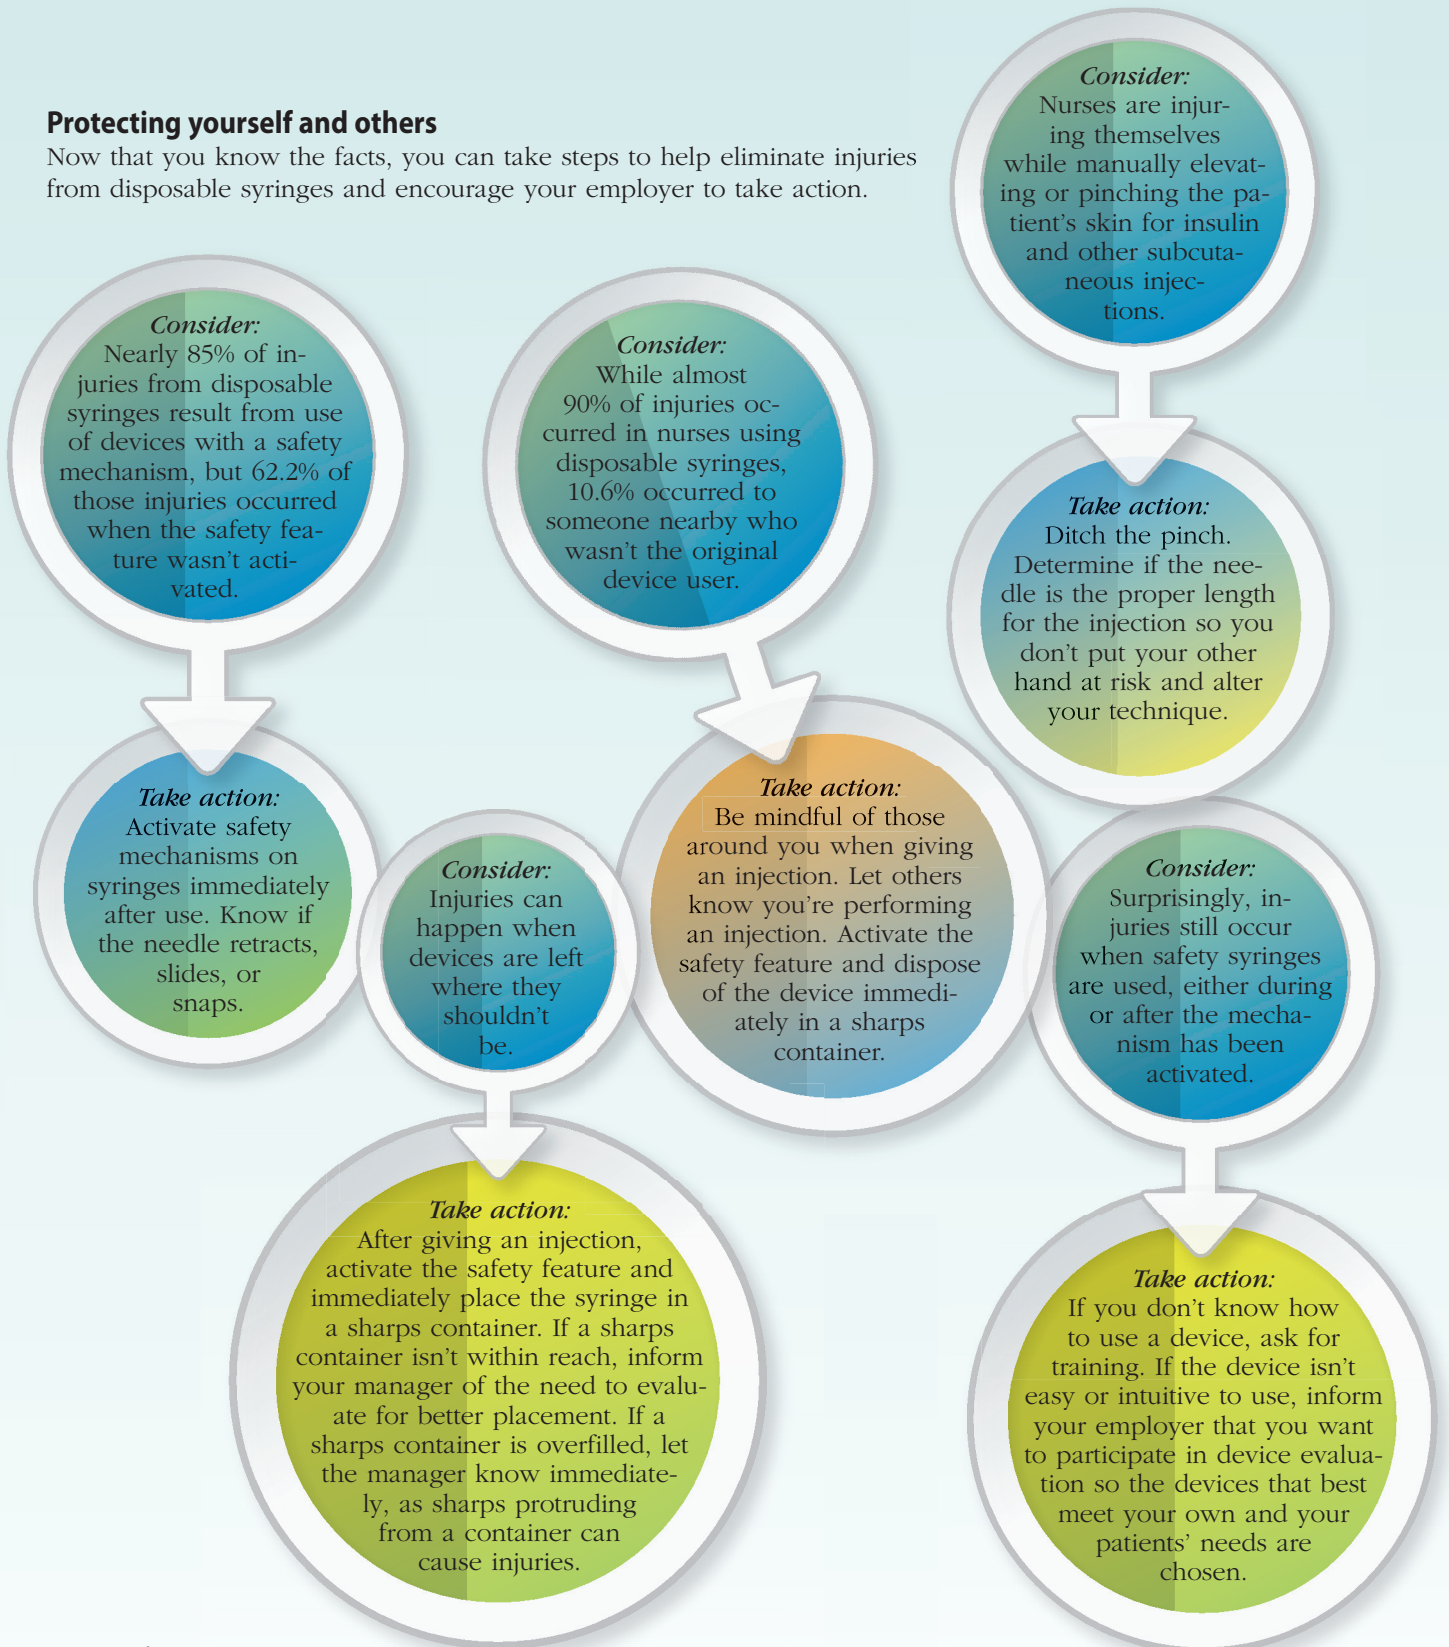 Protecting yourself and others
Now that you know the facts, you can take steps to help eliminate injuries
from disposable syringes and encourage your employer to take action.
Consider:
Nearly 85% of in-
juries from disposable
syringes result from use
of devices with a safety
mechanism, but 62.2% of
those injuries occurred
when the safety fea-
ture wasn't acti-
vated.
Take action:
Activate safety
mechanisms on
syringes immediately
after use. Know if
the needle retracts,
slides, or
snaps.
Consider:
Injuries can
happen when
devices are left
where they
shouldn't
be.
Take action:
After giving an injection,
activate the safety feature and
immediately place the syringe in
a sharps container. If a sharps
container isn't within reach, inform
your manager of the need to evalu-
ate for better placement. If a
sharps container is overfilled, let
the manager know immediate-
ly, as sharps protruding
from a container can
cause injuries.
Consider:
While almost
90% of injuries oc-
curred in nurses using
disposable syringes,
10.6% occurred to
someone nearby who
wasn't the original
device user.
Take action:
Be mindful of those
around you when giving
an injection. Let others
know you're performing
an injection. Activate the
safety feature and dispose
of the device immedi-
ately in a sharps
container.
Consider:
Nurses are injur-
ing themselves
while manually elevat-
ing or pinching the pa-
tient's skin for insulin
and other subcuta-
neous injec-
tions.
Take action:
Ditch the pinch.
Determine if the nee-
dle is the proper length
for the injection so you
don't put your other
hand at risk and alter
your technique.
Consider:
Surprisingly, in-
juries still occur
when safety syringes
are used, either during
or after the mecha-
nism has been
activated.
Take action:
If you don't know how
to use a device, ask for
training. If the device isn't
easy or intuitive to use, inform
your employer that you want
to participate in device evalua-
tion so the devices that best
meet your own and your
patients' needs are
chosen.